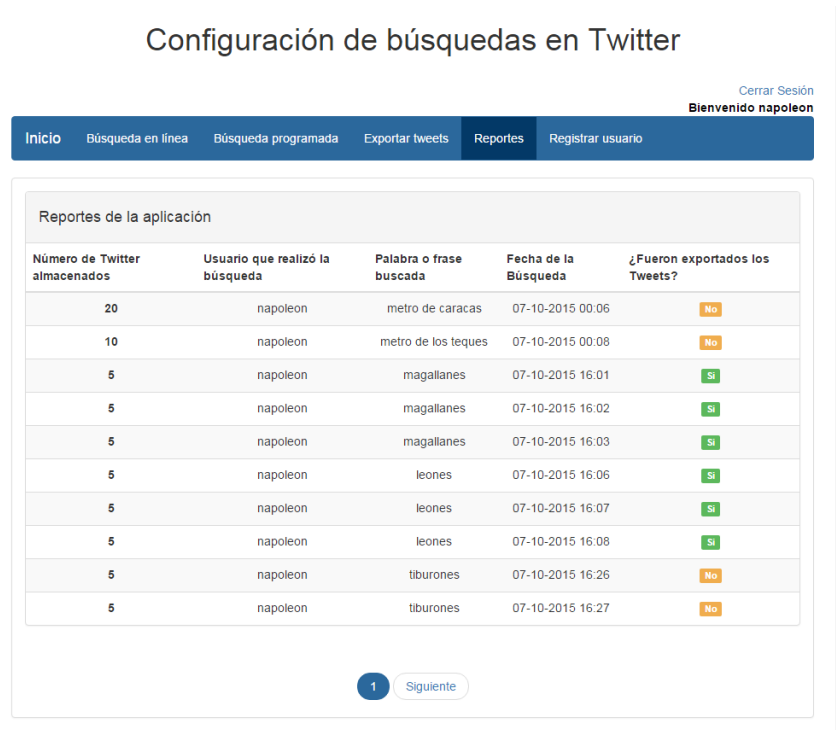 Configuración de búsquedas en Twitter
Cerrar Sesión
Bienvenido napoleon
Inicio Búsqueda en línea Búsqueda programada Exportar tweets Reportes Registrar usuario
Reportes de la aplicación
Número de Twitter almacenados Usuario que realizó la búsqueda Palabra o frase buscada Fecha de la Búsqueda ¿Fueron exportados los Tweets?
20 napoleon metro de caracas 07-10-2015 00:06 No
10 napoleon metro de los teques 07-10-2015 00:08 No
5 napoleon magallanes 07-10-2015 16:01 Si
5 napoleon magallanes 07-10-2015 16:02 Si
5 napoleon magallanes 07-10-2015 16:03 Si
5 napoleon leones 07-10-2015 16:06 Si
5 napoleon leones 07-10-2015 16:07 Si
5 napoleon leones 07-10-2015 16:08 Si
5 napoleon tiburones 07-10-2015 16:26 No
5 napoleon tiburones 07-10-2015 16:27 No
1 Siguiente